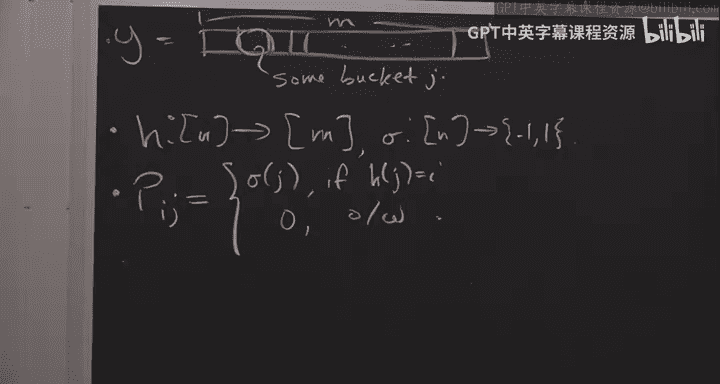 m
GPT中英字幕课程资源 bilibili
· y =
some bucket j.
· h: [n] → [m], σ: [n] → {-1, 1}.
· P_ij = { σ(j), if h(j)=i
0, o/w .